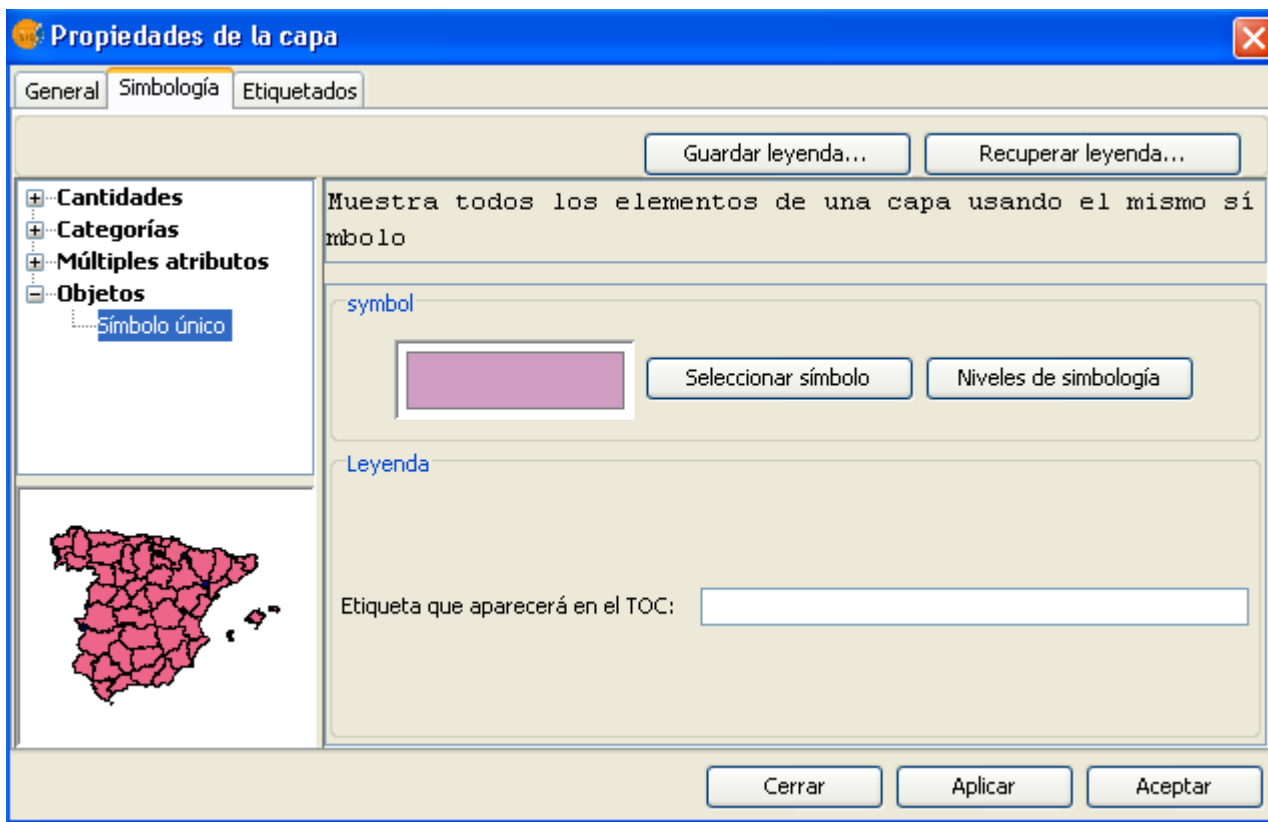 Propiedades de la capa
General Simbología Etiquetados
Guardar leyenda... Recuperar leyenda...
Cantidades
Categorías
Múltiples atributos
Objetos
Símbolo único
Muestra todos los elementos de una capa usando el mismo sí
mbolo
symbol
Seleccionar símbolo Niveles de simbología
Leyenda
Etiqueta que aparecerá en el TOC:
Cerrar Aplicar Aceptar